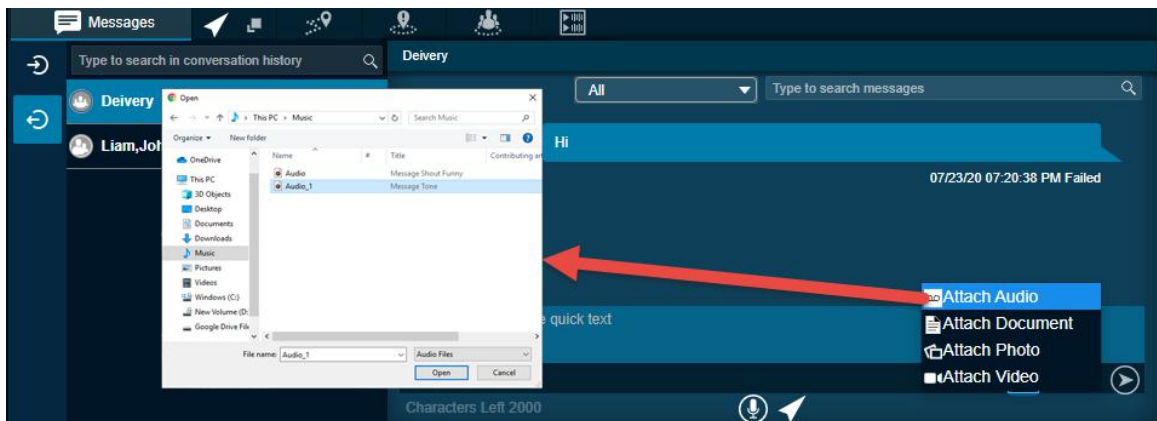 Messages
Type to search in conversation history
Deivery
Deivery
All
Type to search messages
Liam,Joh
Open
This PC › Music
Search Music
Organize
New folder
Name
#
Title
Contributing ar
OneDrive
This PC
3D Objects
Desktop
Documents
Downloads
Music
Pictures
Videos
Windows (C:)
New Volume (D:
Google Drive File
Audio
Message Shout Funny
Audio_1
Message Tone
File name:
Audio_1
Audio Files
Open
Cancel
Hi
07/23/20 07:20:38 PM Failed
quick text
Attach Audio
Attach Document
Attach Photo
Attach Video
Characters Left 2000